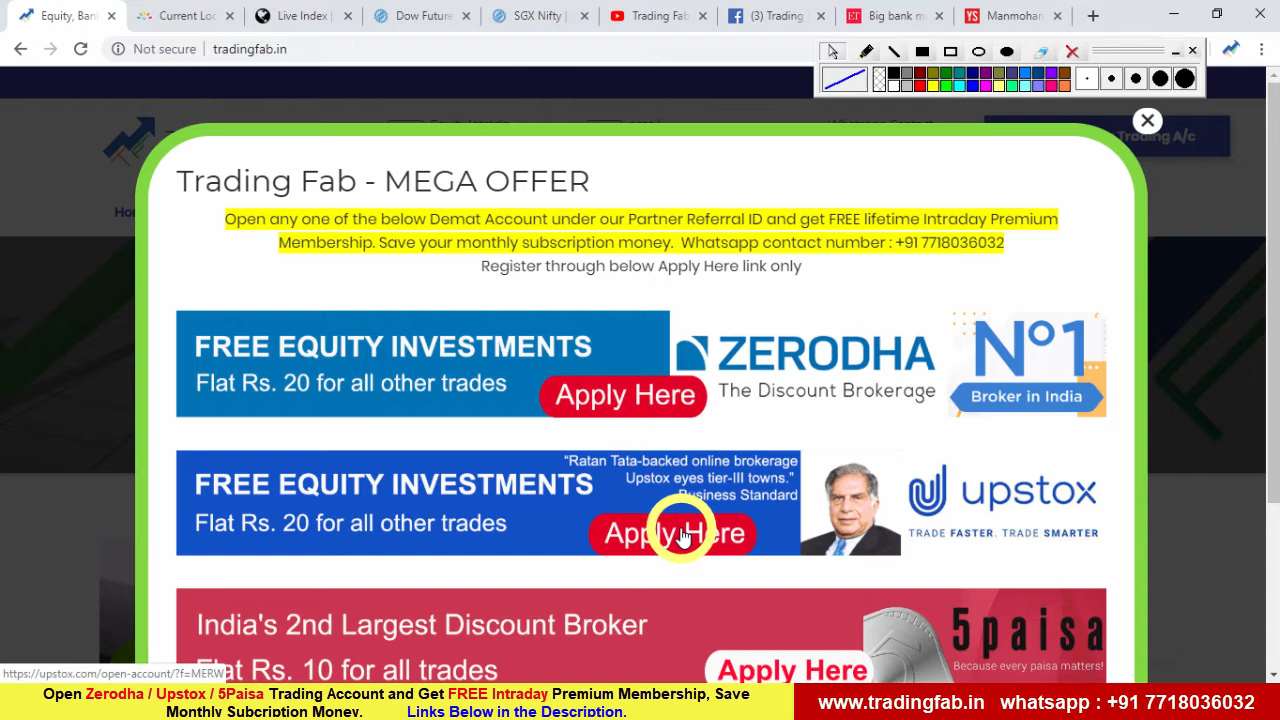 Equity, Bank
Current Loc
Live Index |
Dow Future
SGX Nifty |
Trading Fab
(3) Trading
Big bank m
Manmohan
Not secure
tradingfab.in
Trading A/c
Trading Fab - MEGA OFFER
Open any one of the below Demat Account under our Partner Referral ID and get FREE lifetime Intraday Premium
Membership. Save your monthly subscription money. Whatsapp contact number : +91 7718036032
Register through below Apply Here link only
FREE EQUITY INVESTMENTS
Flat Rs. 20 for all other trades
Apply Here
ZERODHA
The Discount Brokerage
Nº1
Broker in India
FREE EQUITY INVESTMENTS
Flat Rs. 20 for all other trades
“Ratan Tata-backed online brokerage
Upstox eyes tier-III towns.”
Business Standard
Apply Here
upstox
TRADE FASTER. TRADE SMARTER
India's 2nd Largest Discount Broker
Flat Rs. 10 for all trades
Apply Here
5paisa
Because every paisa matters!
https://upstox.com/open-account/?f=MERW
Open Zerodha / Upstox / 5Paisa Trading Account and Get FREE Intraday Premium Membership, Save
Monthly Subcription Money. Links Below in the Description.
www.tradingfab.in whatsapp : +91 7718036032